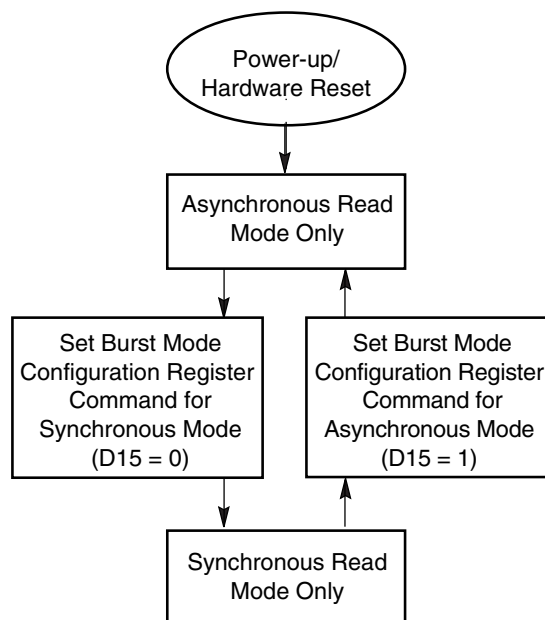 Power-up/
Hardware Reset
Asynchronous Read
Mode Only
Set Burst Mode
Configuration Register
Command for
Synchronous Mode
(D15 = 0)
Set Burst Mode
Configuration Register
Command for
Asynchronous Mode
(D15 = 1)
Synchronous Read
Mode Only